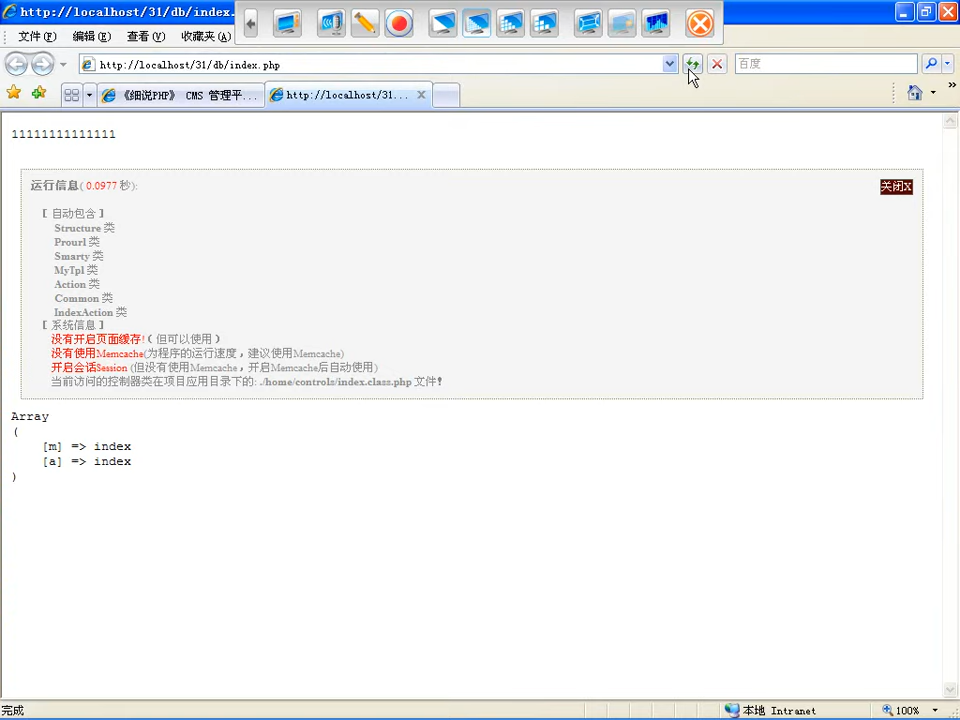 http://localhost/31/db/index.
文件(F) 编辑(E) 查看(V) 收藏夹(A)
http://localhost/31/db/index.php
百度
《细说PHP》 CMS 管理平...
http://localhost/31...
11111111111111
运行信息( 0.0977 秒):
关闭X
[ 自动包含 ]
Structure 类
Prourl 类
Smarty 类
MyTpl 类
Action 类
Common 类
IndexAction 类
[ 系统信息 ]
没有开启页面缓存!( 但可以使用 )
没有使用Memcache(为程序的运行速度，建议使用Memcache)
开启会话Session (但没有使用Memcache，开启Memcache后自动使用)
当前访问的控制器类在项目应用目录下的: ./home/controls/index.class.php 文件!
Array
(
[m] => index
[a] => index
)
完成
本地 Intranet
100%